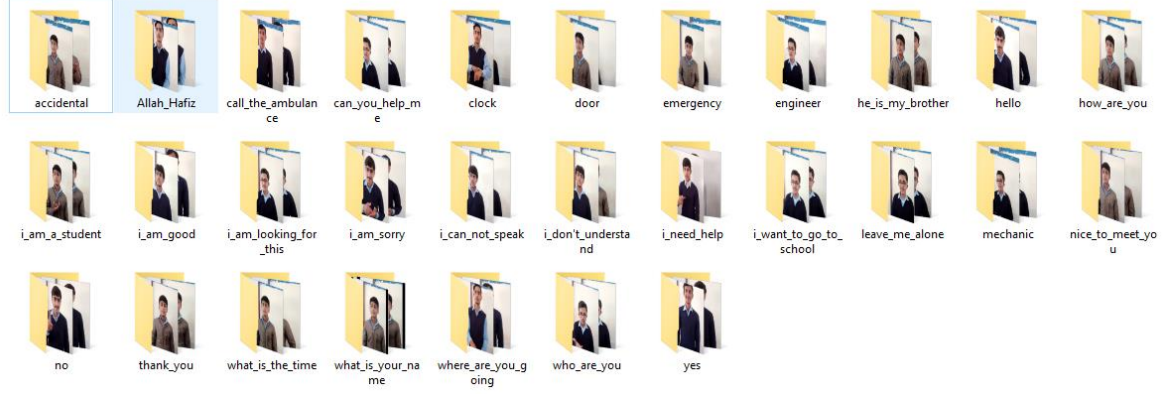 accidental
Allah_Hafiz
call_the_ambulan
ce
can_you_help_m
e
clock
door
emergency
engineer
he_is_my_brother
hello
how_are_you
i_am_a_student
i_am_good
i_am_looking_for
_this
i_am_sorry
i_can_not_speak
i_don't_understa
nd
i_need_help
i_want_to_go_to_
school
leave_me_alone
mechanic
nice_to_meet_yo
u
no
thank_you
what_is_the_time
what_is_your_na
me
where_are_you_g
oing
who_are_you
yes